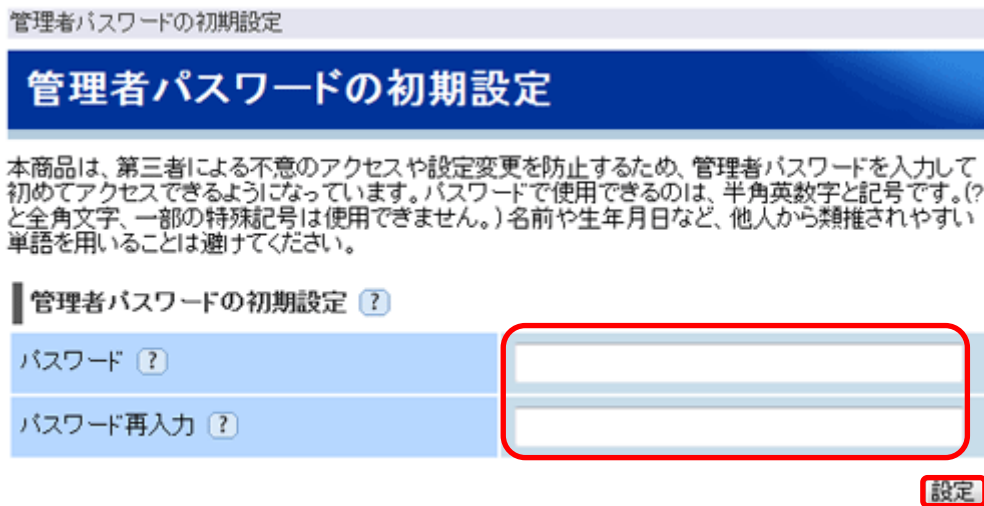 管理者パスワードの初期設定
管理者パスワードの初期設定
本商品は、第三者による不意のアクセスや設定変更を防止するため、管理者パスワードを入力して
初めてアクセスできるようになっています。パスワードで使用できるのは、半角英数字と記号です。(?
と全角文字、一部の特殊記号は使用できません。)名前や生年月日など、他人から類推されやすい
単語を用いることは避けてください。
管理者パスワードの初期設定 ?
パスワード ?
パスワード再入力 ?
設定